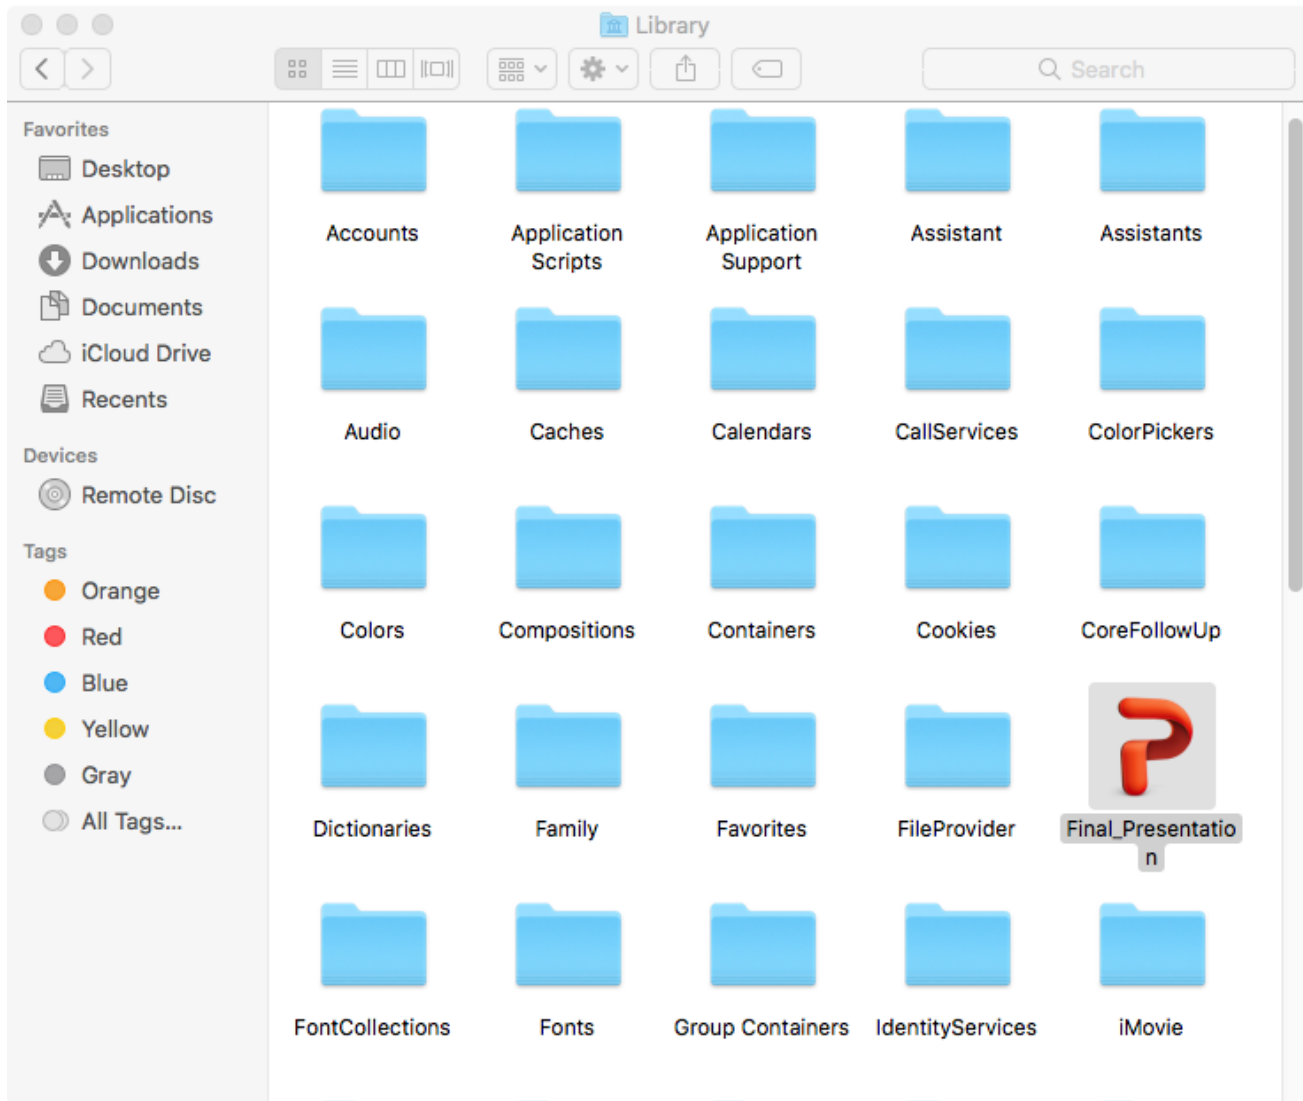 Library
Search
Favorites
Desktop
Applications
Downloads
Documents
iCloud Drive
Recents
Devices
Remote Disc
Tags
Orange
Red
Blue
Yellow
Gray
All Tags...
Accounts
Application
Scripts
Application
Support
Assistant
Assistants
Audio
Caches
Calendars
CallServices
ColorPickers
Colors
Compositions
Containers
Cookies
CoreFollowUp
Dictionaries
Family
Favorites
FileProvider
Final_Presentatio
n
FontCollections
Fonts
Group Containers
IdentityServices
iMovie